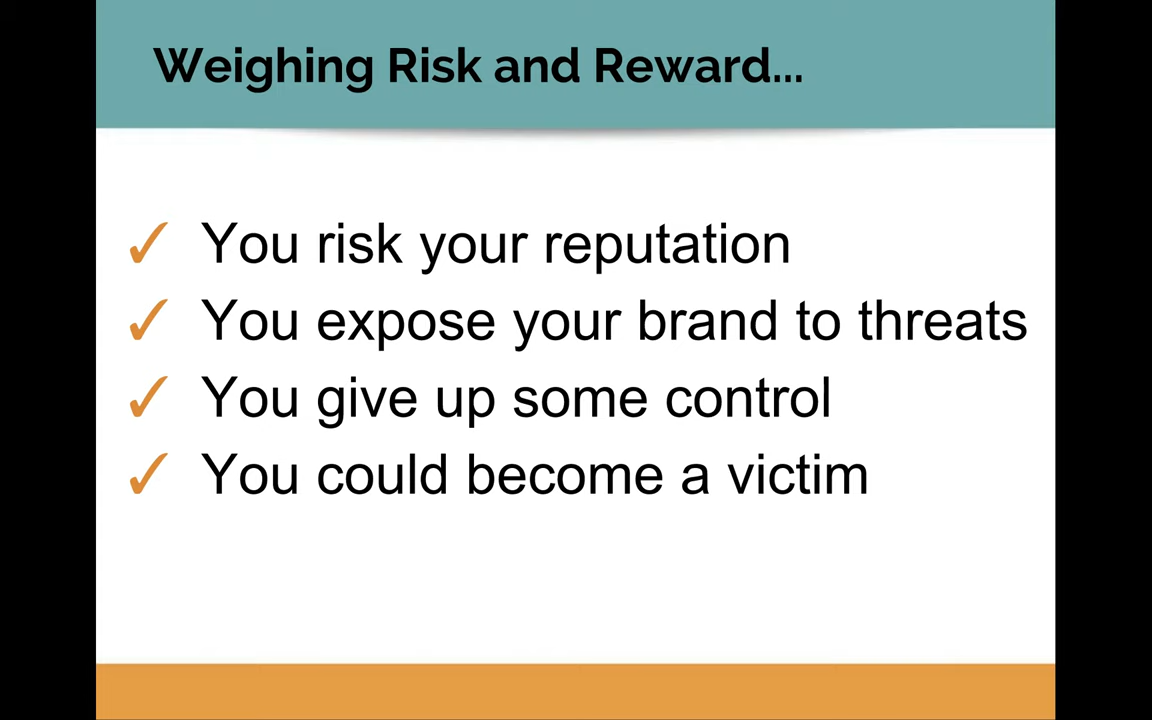 Weighing Risk and Reward...
✓ You risk your reputation
✓ You expose your brand to threats
✓ You give up some control
✓ You could become a victim